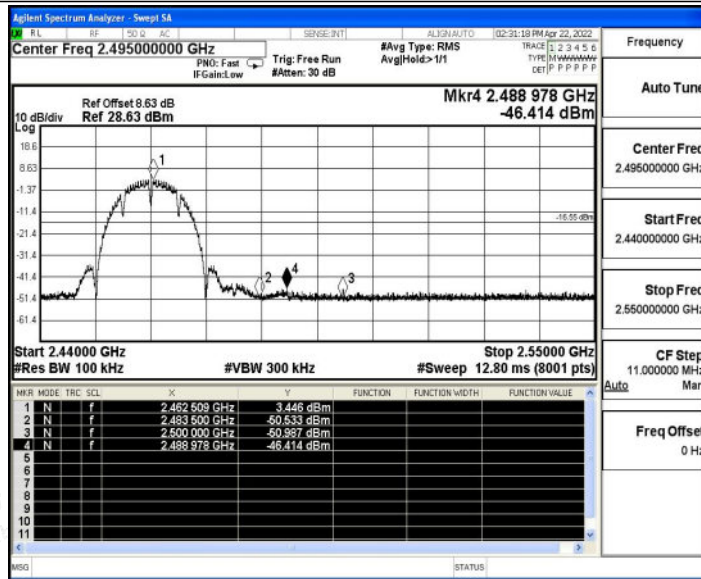 Agilent Spectrum Analyzer - Swept SA
RL RF 50 Ω AC SENSE:INT ALIGNAUTO 02:31:18 PM Apr 22, 2022
Center Freq 2.495000000 GHz #Avg Type: RMS TRACE 1 2 3 4 5 6
PNO: Fast Trig: Free Run Avg|Hold:> 1/1 TYPE M WWWWW
IFGain:Low #Atten: 30 dB DET P P P P P P
Frequency
Auto Tune
Mkr4 2.488 978 GHz
-46.414 dBm
Ref Offset 8.63 dB
10 dB/div Ref 28.63 dBm
Log
18.6
8.63
-1.37
-11.4
-21.4
-31.4
-41.4
-51.4
-61.4
1
2
4
3
-16.55 dBm
Center Freq
2.495000000 GHz
Start Freq
2.440000000 GHz
Stop Freq
2.550000000 GHz
Start 2.44000 GHz Stop 2.55000 GHz
#Res BW 100 kHz #VBW 300 kHz #Sweep 12.80 ms (8001 pts)
CF Step
11.000000 MHz
Auto Man
Freq Offset
0 Hz
MKR MODE TRC SCL X Y FUNCTION FUNCTION WIDTH FUNCTION VALUE
1 N f 2.462 509 GHz 3.446 dBm
2 N f 2.483 500 GHz -50.533 dBm
3 N f 2.500 000 GHz -50.987 dBm
4 N f 2.488 978 GHz -46.414 dBm
5
6
7
8
9
10
11
MSG STATUS